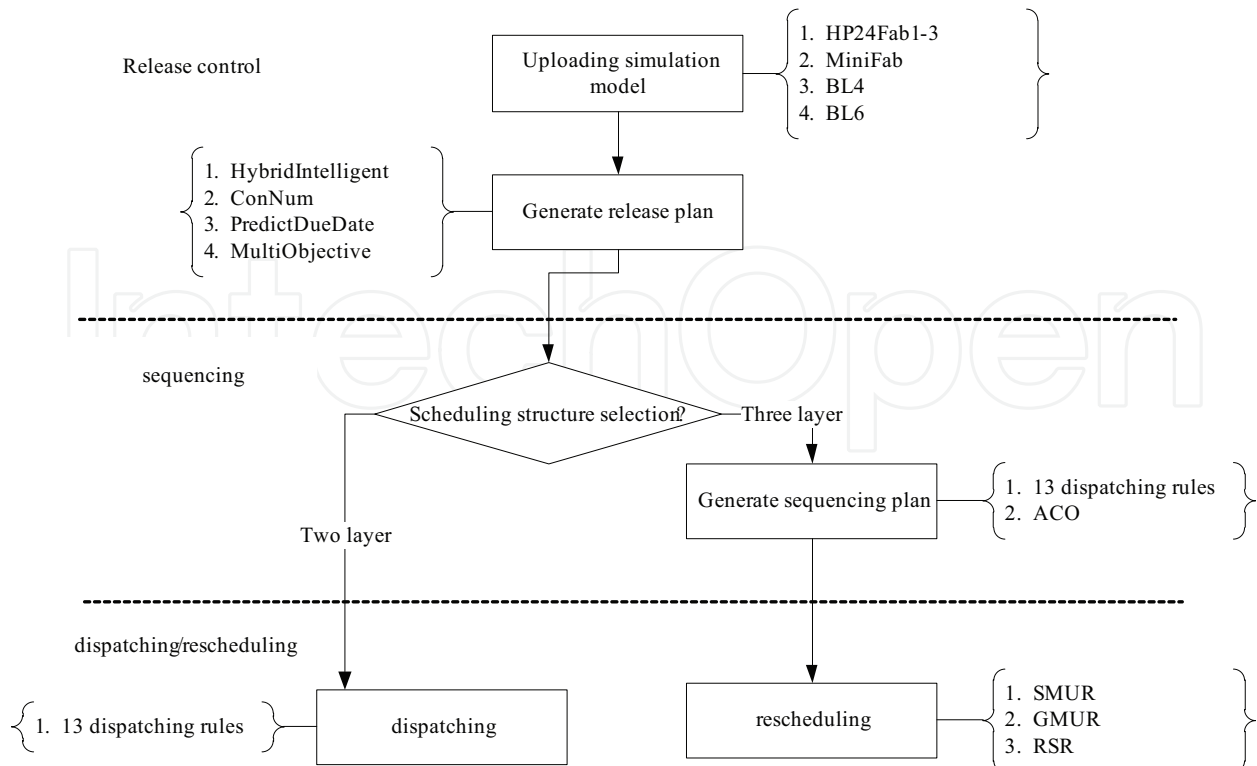 Release control
Uploading simulation
model
1. HP24Fab1-3
2. MiniFab
3. BL4
4. BL6
1. HybridIntelligent
2. ConNum
3. PredictDueDate
4. MultiObjective
Generate release plan
IntechOpen
sequencing
Scheduling structure selection?
Three layer
Generate sequencing plan
1. 13 dispatching rules
2. ACO
Two layer
dispatching/rescheduling
1. 13 dispatching rules
dispatching
rescheduling
1. SMUR
2. GMUR
3. RSR